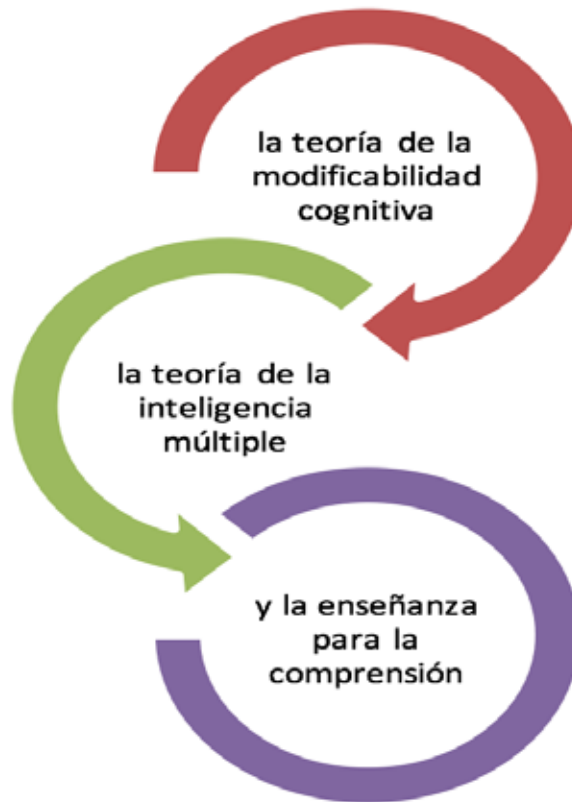 la teoría de la
modificabilidad
cognitiva
la teoría de la
inteligencia
múltiple
y la enseñanza
para la
comprensión